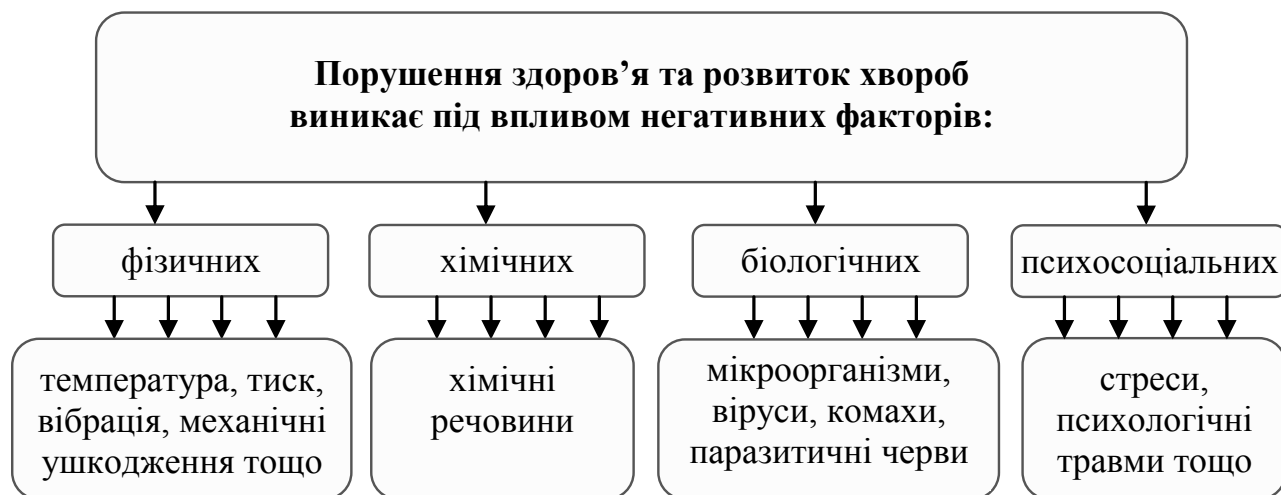 Порушення здоров’я та розвиток хвороб
виникає під впливом негативних факторів:
фізичних
хімічних
біологічних
психосоціальних
температура, тиск,
вібрація, механічні
ушкодження тощо
хімічні
речовини
мікроорганізми,
віруси, комахи,
паразитичні черви
стреси,
психологічні
травми тощо